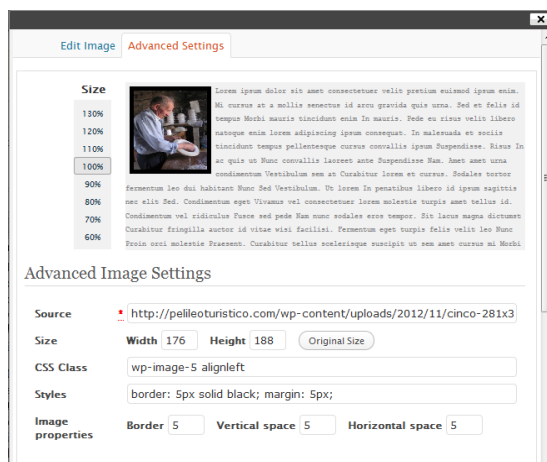 Edit Image Advanced Settings
Size
130%
120%
110%
100%
90%
80%
70%
60%
Lorem ipsum dolor sit amet consectetuer velit pretium euismod ipsum enim.
Mi cursus at a mollis senectus id arcu gravida quis urna. Sed et felis id
tempus Morbi mauris tincidunt enim In mauris. Pede eu risus velit libero
natoque enim lorem adipiscing ipsum consequat. In malesuada et sociis
tincidunt tempus pellentesque cursus convallis ipsum Suspendisse. Risus In
ac quis ut Nunc convallis laoreet ante Suspendisse Nam. Amet amet urna
condimentum Vestibulum sem at Curabitur lorem et cursus. Sodales tortor
fermentum leo dui habitant Nunc Sed Vestibulum. Ut lorem In penatibus libero id ipsum sagittis
nec elit Sed. Condimentum eget Vivamus vel consectetuer lorem molestie turpis amet tellus id.
Condimentum vel ridiculus Fusce sed pede Nam nunc sodales eros tempor. Sit lacus magna dictumst
Curabitur fringilla auctor id vitae wisi facilisi. Fermentum eget turpis felis velit leo Nunc
Proin orci molestie Praesent. Curabitur tellus scelerisque suscipit ut sem amet cursus mi Morbi
Advanced Image Settings
Source * http://pelileoturistico.com/wp-content/uploads/2012/11/cinco-281x3
Size Width 176 Height 188 Original Size
CSS Class wp-image-5 alignleft
Styles border: 5px solid black; margin: 5px;
Image properties Border 5 Vertical space 5 Horizontal space 5